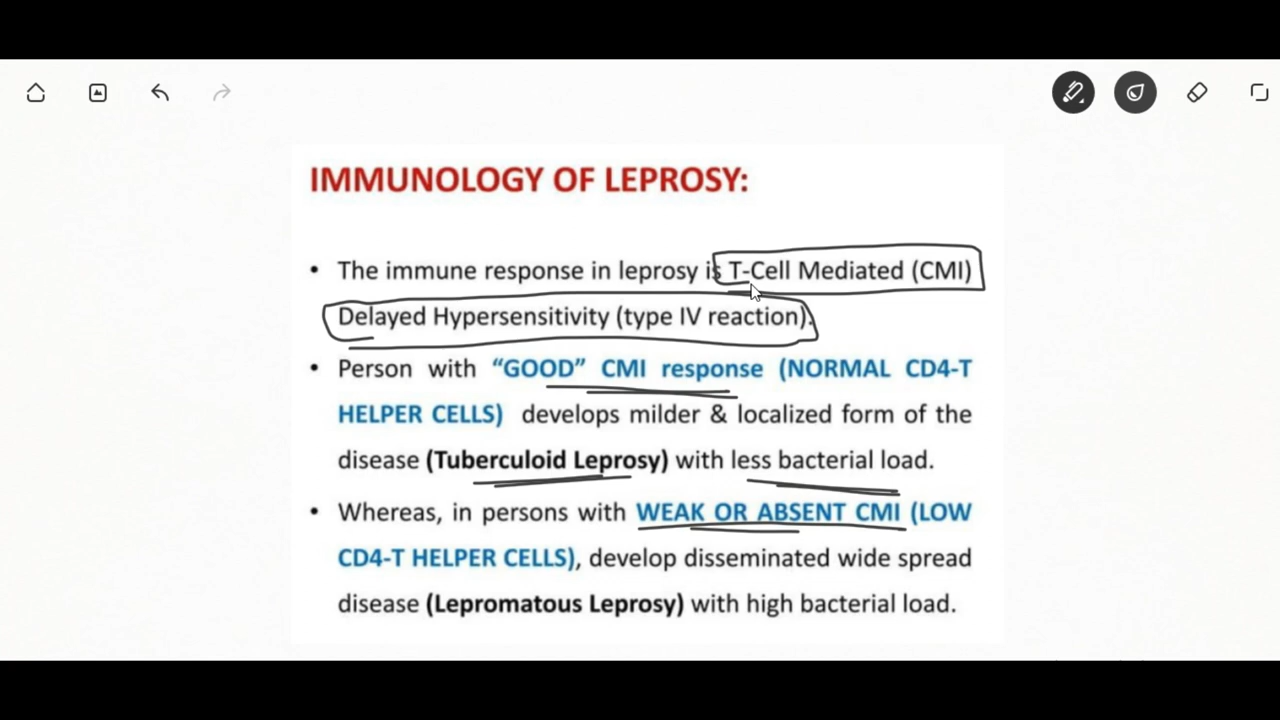 IMMUNOLOGY OF LEPROSY:
• The immune response in leprosy is T-Cell Mediated (CMI)
Delayed Hypersensitivity (type IV reaction).
• Person with “GOOD” CMI response (NORMAL CD4-T
HELPER CELLS) develops milder & localized form of the
disease (Tuberculoid Leprosy) with less bacterial load.
• Whereas, in persons with WEAK OR ABSENT CMI (LOW
CD4-T HELPER CELLS), develop disseminated wide spread
disease (Lepromatous Leprosy) with high bacterial load.